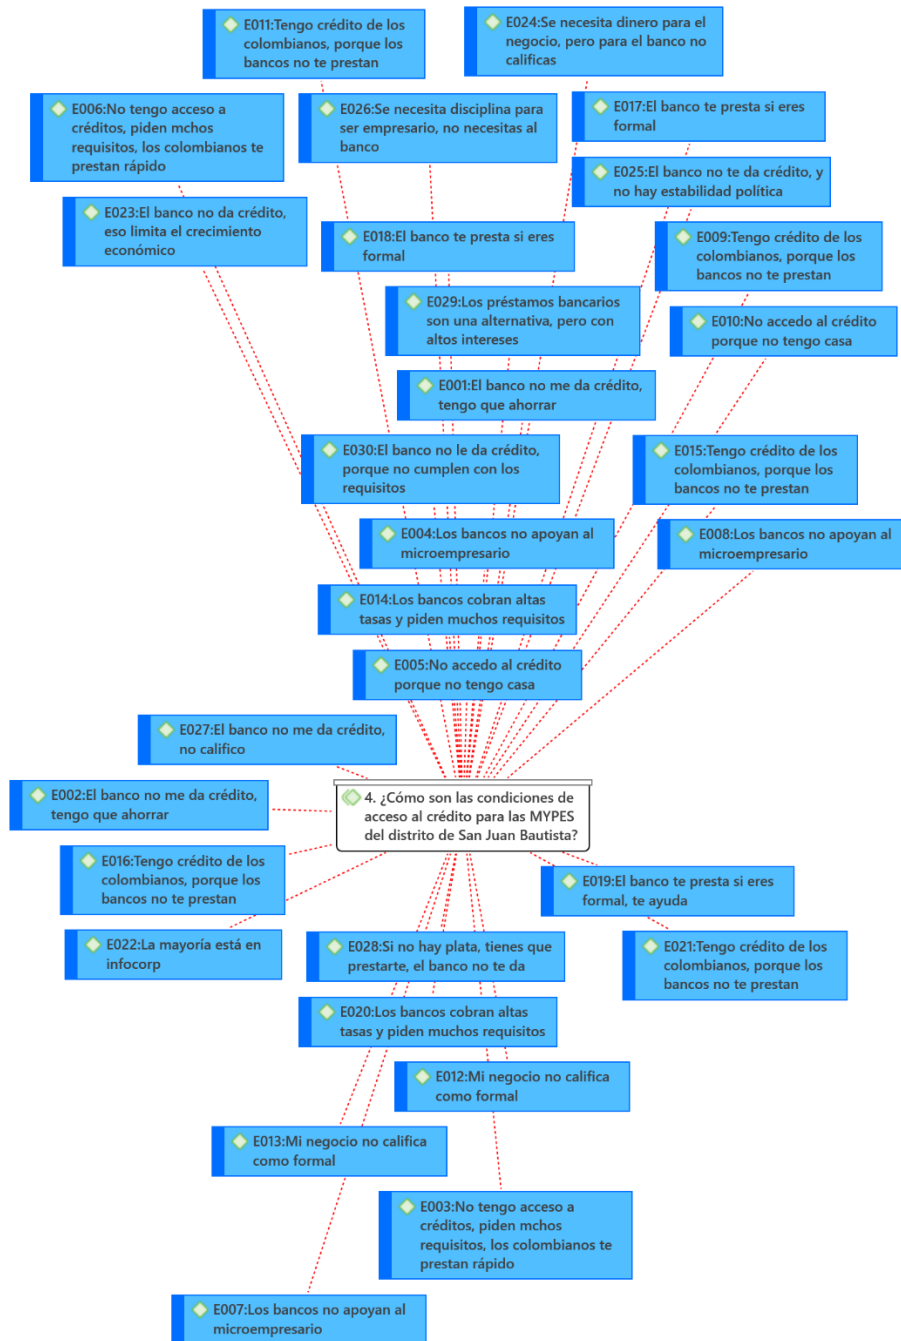 E011:Tengo crédito de los
colombianos, porque los
bancos no te prestan
E024:Se necesita dinero para el
negocio, pero para el banco no
calificas
E006:No tengo acceso a
créditos, piden mchos
requisitos, los colombianos te
prestan rápido
E026:Se necesita disciplina para
ser empresario, no necesitas al
banco
E017:El banco te presta si eres
formal
E025:El banco no te da crédito, y
no hay estabilidad política
E023:El banco no da crédito,
eso limita el crecimiento
económico
E018:El banco te presta si eres
formal
E009:Tengo crédito de los
colombianos, porque los
bancos no te prestan
E029:Los préstamos bancarios
son una alternativa, pero con
altos intereses
E010:No accedo al crédito
porque no tengo casa
E001:El banco no me da crédito,
tengo que ahorrar
E030:El banco no le da crédito,
porque no cumplen con los
requisitos
E015:Tengo crédito de los
colombianos, porque los
bancos no te prestan
E004:Los bancos no apoyan al
microempresario
E008:Los bancos no apoyan al
microempresario
E014:Los bancos cobran altas
tasas y piden muchos requisitos
E005:No accedo al crédito
porque no tengo casa
E027:El banco no me da crédito,
no califico
E002:El banco no me da crédito,
tengo que ahorrar
4. ¿Cómo son las condiciones de
acceso al crédito para las MYPES
del distrito de San Juan Bautista?
E016:Tengo crédito de los
colombianos, porque los
bancos no te prestan
E019:El banco te presta si eres
formal, te ayuda
E022:La mayoría está en
infocorp
E028:Si no hay plata, tienes que
prestarte, el banco no te da
E021:Tengo crédito de los
colombianos, porque los
bancos no te prestan
E020:Los bancos cobran altas
tasas y piden muchos requisitos
E012:Mi negocio no califica
como formal
E013:Mi negocio no califica
como formal
E003:No tengo acceso a
créditos, piden mchos
requisitos, los colombianos te
prestan rápido
E007:Los bancos no apoyan al
microempresario